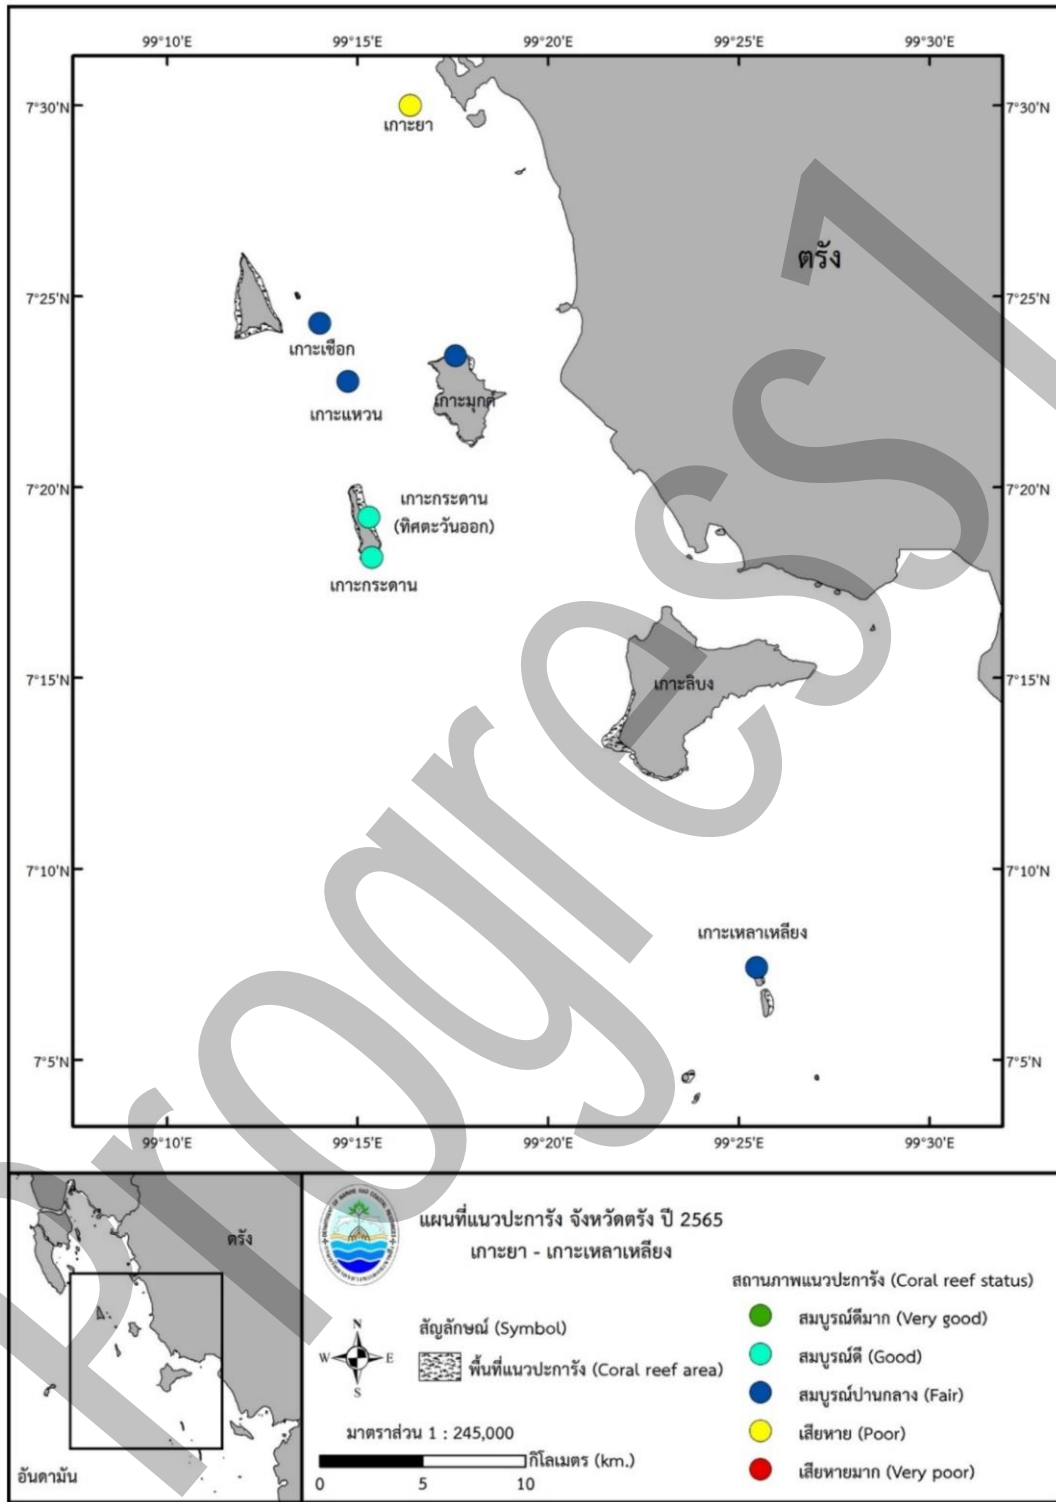 99°10'E 99°15'E 99°20'E 99°25'E 99°30'E
7°30'N 7°30'N
เกาะยา
ตรัง
7°25'N 7°25'N
เกาะเชือก
เกาะมุกต์
เกาะแหวน
7°20'N 7°20'N
เกาะกระดาน
(ทิศตะวันออก)
เกาะกระดาน
7°15'N 7°15'N
เกาะลิบง
7°10'N 7°10'N
เกาะเหลาเหลียง
7°5'N 7°5'N
99°10'E 99°15'E 99°20'E 99°25'E 99°30'E
Progress 1
ตรัง
อันดามัน
แผนที่แนวปะการัง จังหวัดตรัง ปี 2565
เกาะยา - เกาะเหลาเหลียง
N
W E
S
สัญลักษณ์ (Symbol)
พื้นที่แนวปะการัง (Coral reef area)
มาตราส่วน 1 : 245,000
กิโลเมตร (km.)
0 5 10
สถานภาพแนวปะการัง (Coral reef status)
สมบูรณ์ดีมาก (Very good)
สมบูรณ์ดี (Good)
สมบูรณ์ปานกลาง (Fair)
เสียหาย (Poor)
เสียหายมาก (Very poor)